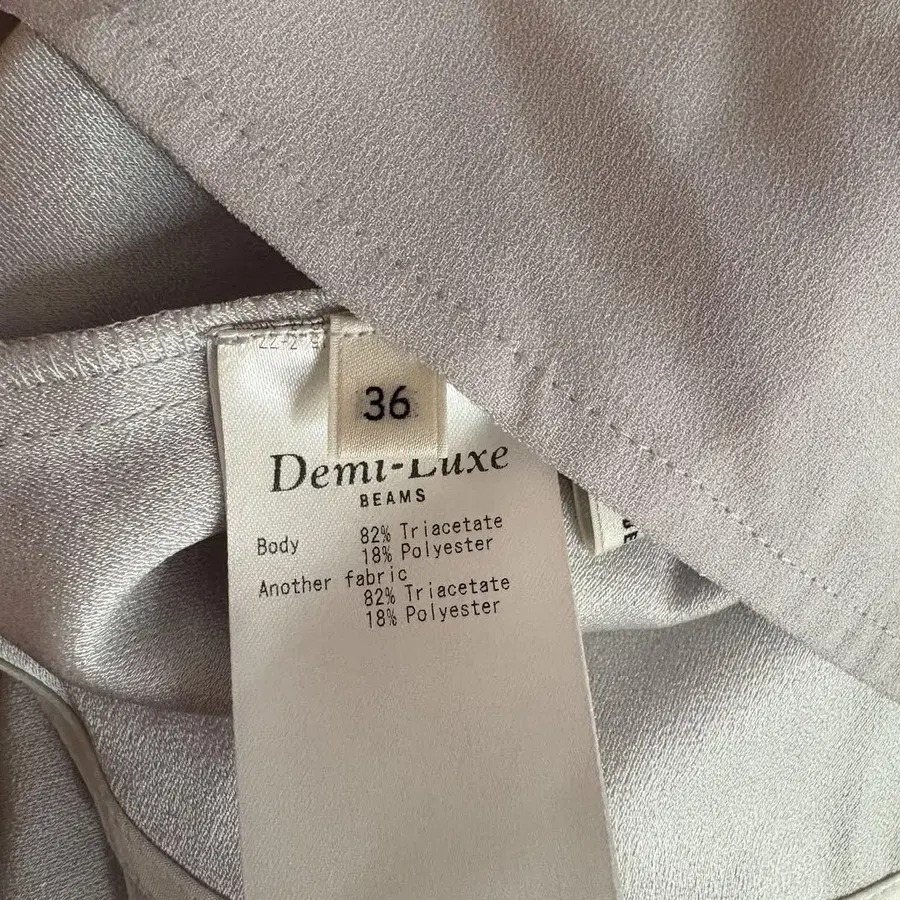 36
Demi-Luxe
BEAMS
Body 82% Triacetate
18% Polyester
Another fabric
82% Triacetate
18% Polyester